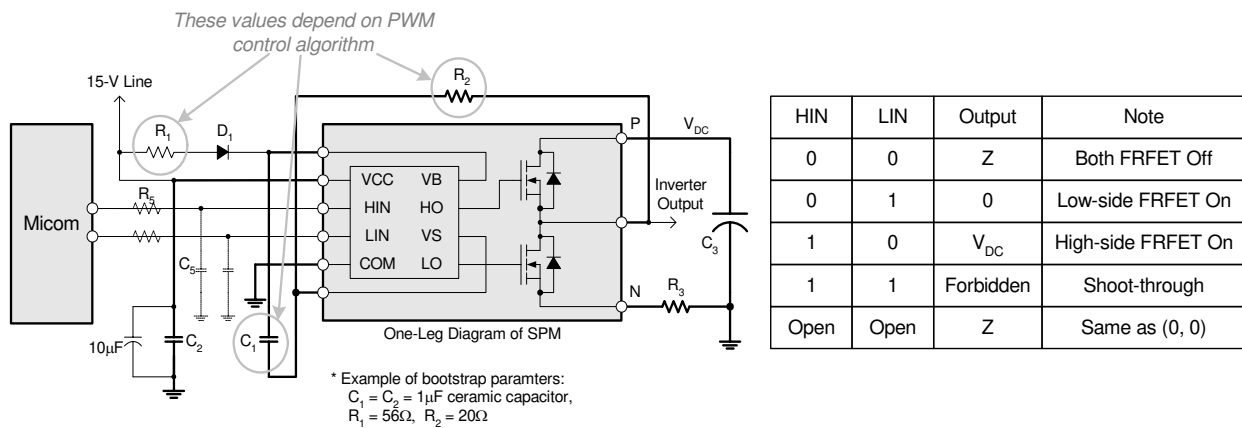 These values depend on PWM
control algorithm
R2
15-V Line
R1
D1
P
VDC
VCC
VB
R5
HIN
HO
Inverter
Output
Micom
LIN
VS
C3
COM
LO
C5
N
R3
One-Leg Diagram of SPM
10μF
C2
C1
* Example of bootstrap paramters:
C1 = C2 = 1μF ceramic capacitor,
R1 = 56Ω, R2 = 20Ω
HIN LIN Output Note
0 0 Z Both FRFET Off
0 1 0 Low-side FRFET On
1 0 VDC High-side FRFET On
1 1 Forbidden Shoot-through
Open Open Z Same as (0, 0)